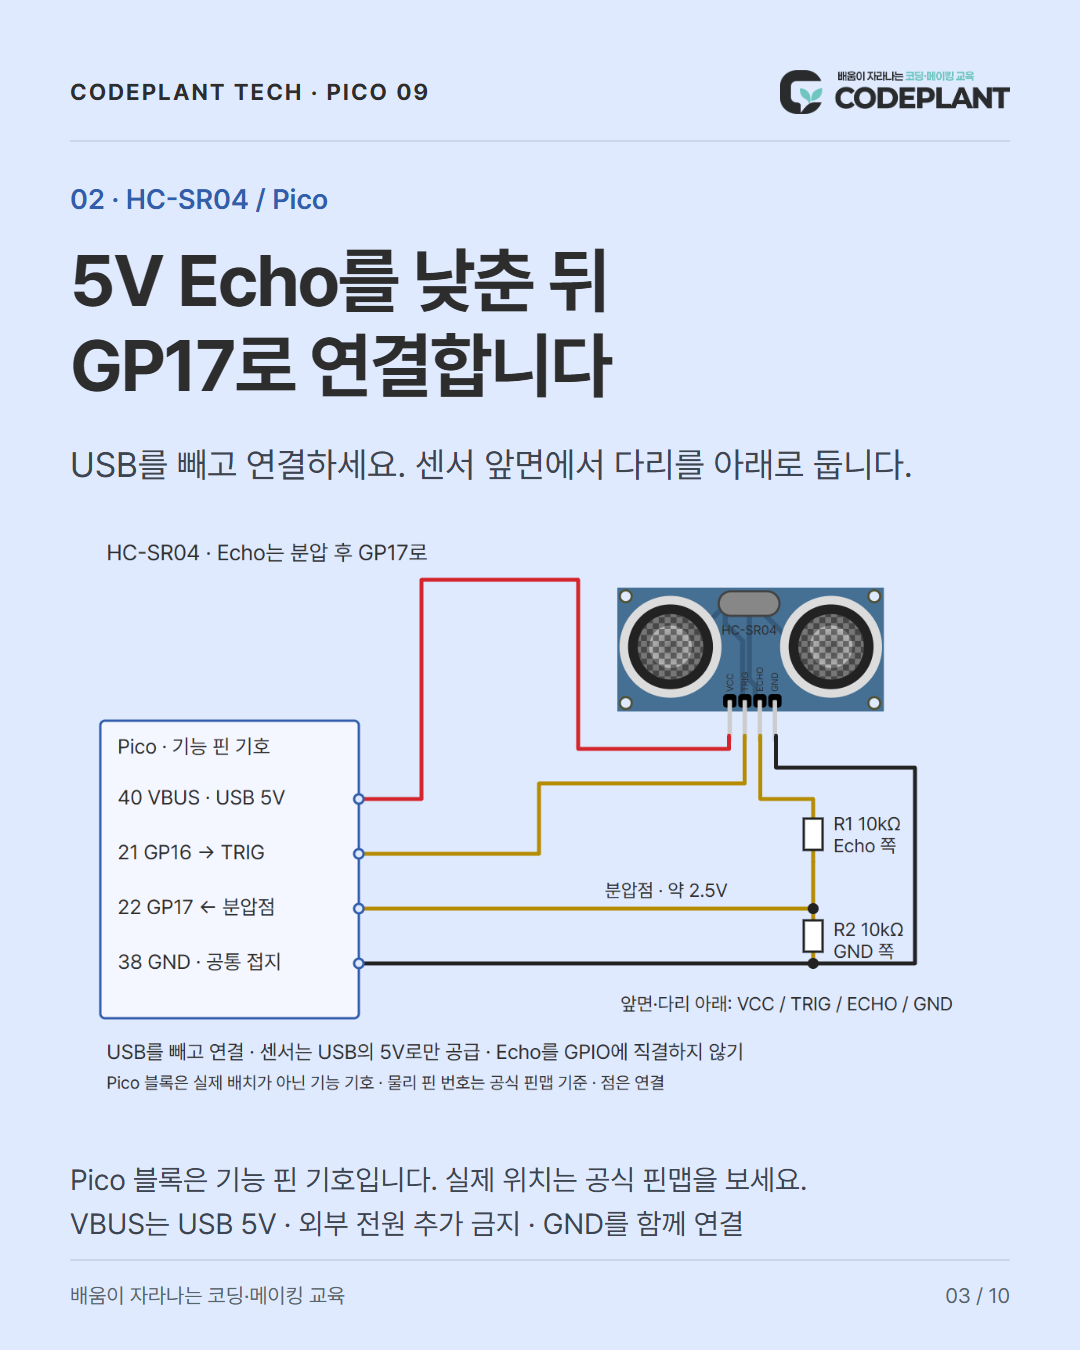 CODEPLANT TECH · PICO 09
배움이 자라나는 코딩·메이킹 교육
CODEPLANT
02 · HC-SR04 / Pico
5V Echo를 낮춘 뒤
GP17로 연결합니다
USB를 빼고 연결하세요. 센서 앞면에서 다리를 아래로 둡니다.
HC-SR04 · Echo는 분압 후 GP17로
HC-SR04
VCC
TRIG
ECHO
GND
Pico · 기능 핀 기호
40 VBUS · USB 5V
21 GP16 → TRIG
22 GP17 ← 분압점
38 GND · 공통 접지
R1 10kΩ
Echo 쪽
분압점 · 약 2.5V
R2 10kΩ
GND 쪽
앞면·다리 아래: VCC / TRIG / ECHO / GND
USB를 빼고 연결 · 센서는 USB의 5V로만 공급 · Echo를 GPIO에 직결하지 않기
Pico 블록은 실제 배치가 아닌 기능 기호 · 물리 핀 번호는 공식 핀맵 기준 · 점은 연결
Pico 블록은 기능 핀 기호입니다. 실제 위치는 공식 핀맵을 보세요.
VBUS는 USB 5V · 외부 전원 추가 금지 · GND를 함께 연결
배움이 자라나는 코딩·메이킹 교육
03 / 10